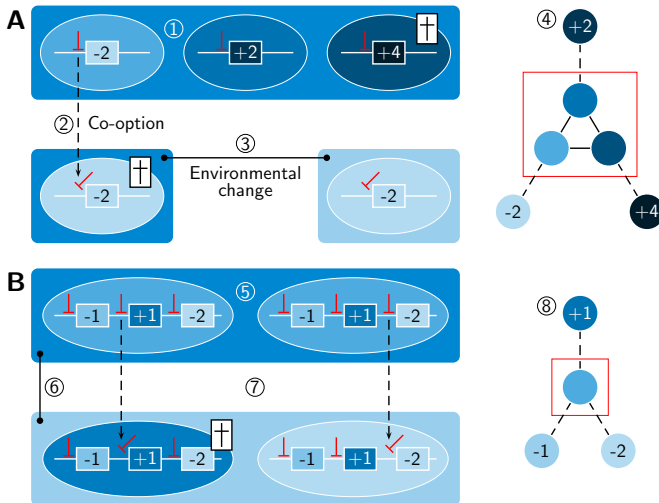 A
① ④ +2
-2 +2 +4
② Co-option
③
Environmental
change
-2 -2
-2 +4
B
⑤
-1 +1 -2 -1 +1 -2
⑧ +1
⑥ ⑦
-1 +1 -2 -1 +1 -2
-1 -2